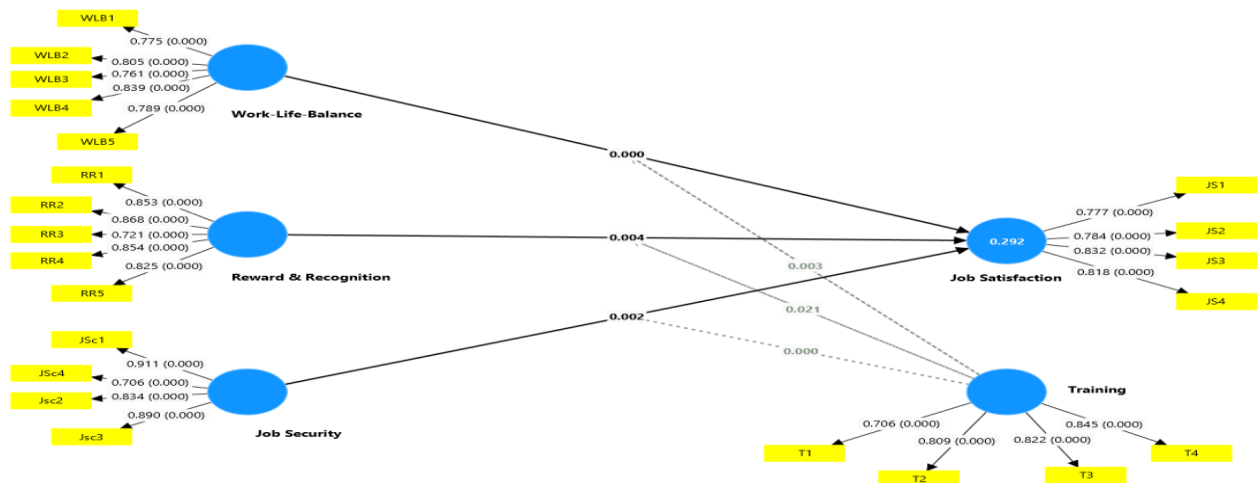 WLB1
0.775 (0.000)
WLB2
0.805 (0.000)
WLB3
0.761 (0.000)
WLB4
0.839 (0.000)
0.789 (0.000)
WLB5
Work-Life-Balance
RR1
0.853 (0.000)
RR2
0.868 (0.000)
RR3
0.721 (0.000)
RR4
0.854 (0.000)
0.825 (0.000)
RR5
Reward & Recognition
JSc1
0.911 (0.000)
JSc4
0.706 (0.000)
Jsc2
0.834 (0.000)
0.890 (0.000)
Jsc3
Job Security
0.000
0.004
0.002
0.003
0.021
0.000
0.292
Job Satisfaction
JS1
0.777 (0.000)
JS2
0.784 (0.000)
JS3
0.832 (0.000)
0.818 (0.000)
JS4
Training
0.706 (0.000)
0.809 (0.000)
0.822 (0.000)
0.845 (0.000)
T1
T2
T3
T4